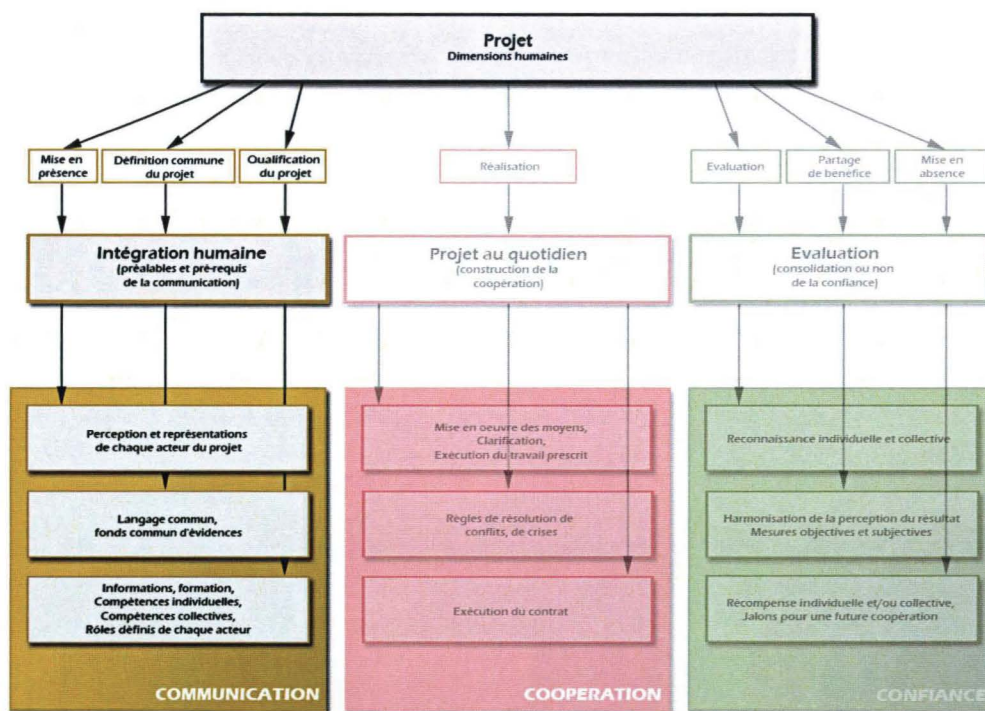 Projet
Dimensions humaines
Mise en
présence
Définition commune
du projet
Qualification
du projet
Réalisation
Evaluation
Partage
de bénéfice
Mise en
absence
Intégration humaine
(préalables et pré-requis
de la communication)
Projet au quotidien
(construction de la
coopération)
Evaluation
(consolidation ou non
de la confiance)
Perception et représentations
de chaque acteur du projet
Langage commun,
fonds commun d'évidences
Informations, formation,
Compétences individuelles,
Compétences collectives,
Rôles définis de chaque acteur
COMMUNICATION
Mise en oeuvre des moyens,
Clarification,
Exécution du travail prescrit
Règles de résolution de
conflits, de crises
Exécution du contrat
COOPERATION
Reconnaissance individuelle et collective
Harmonisation de la perception du résultat
Mesures objectives et subjectives
Récompense individuelle et/ou collective,
Jalons pour une future coopération
CONFIANCE